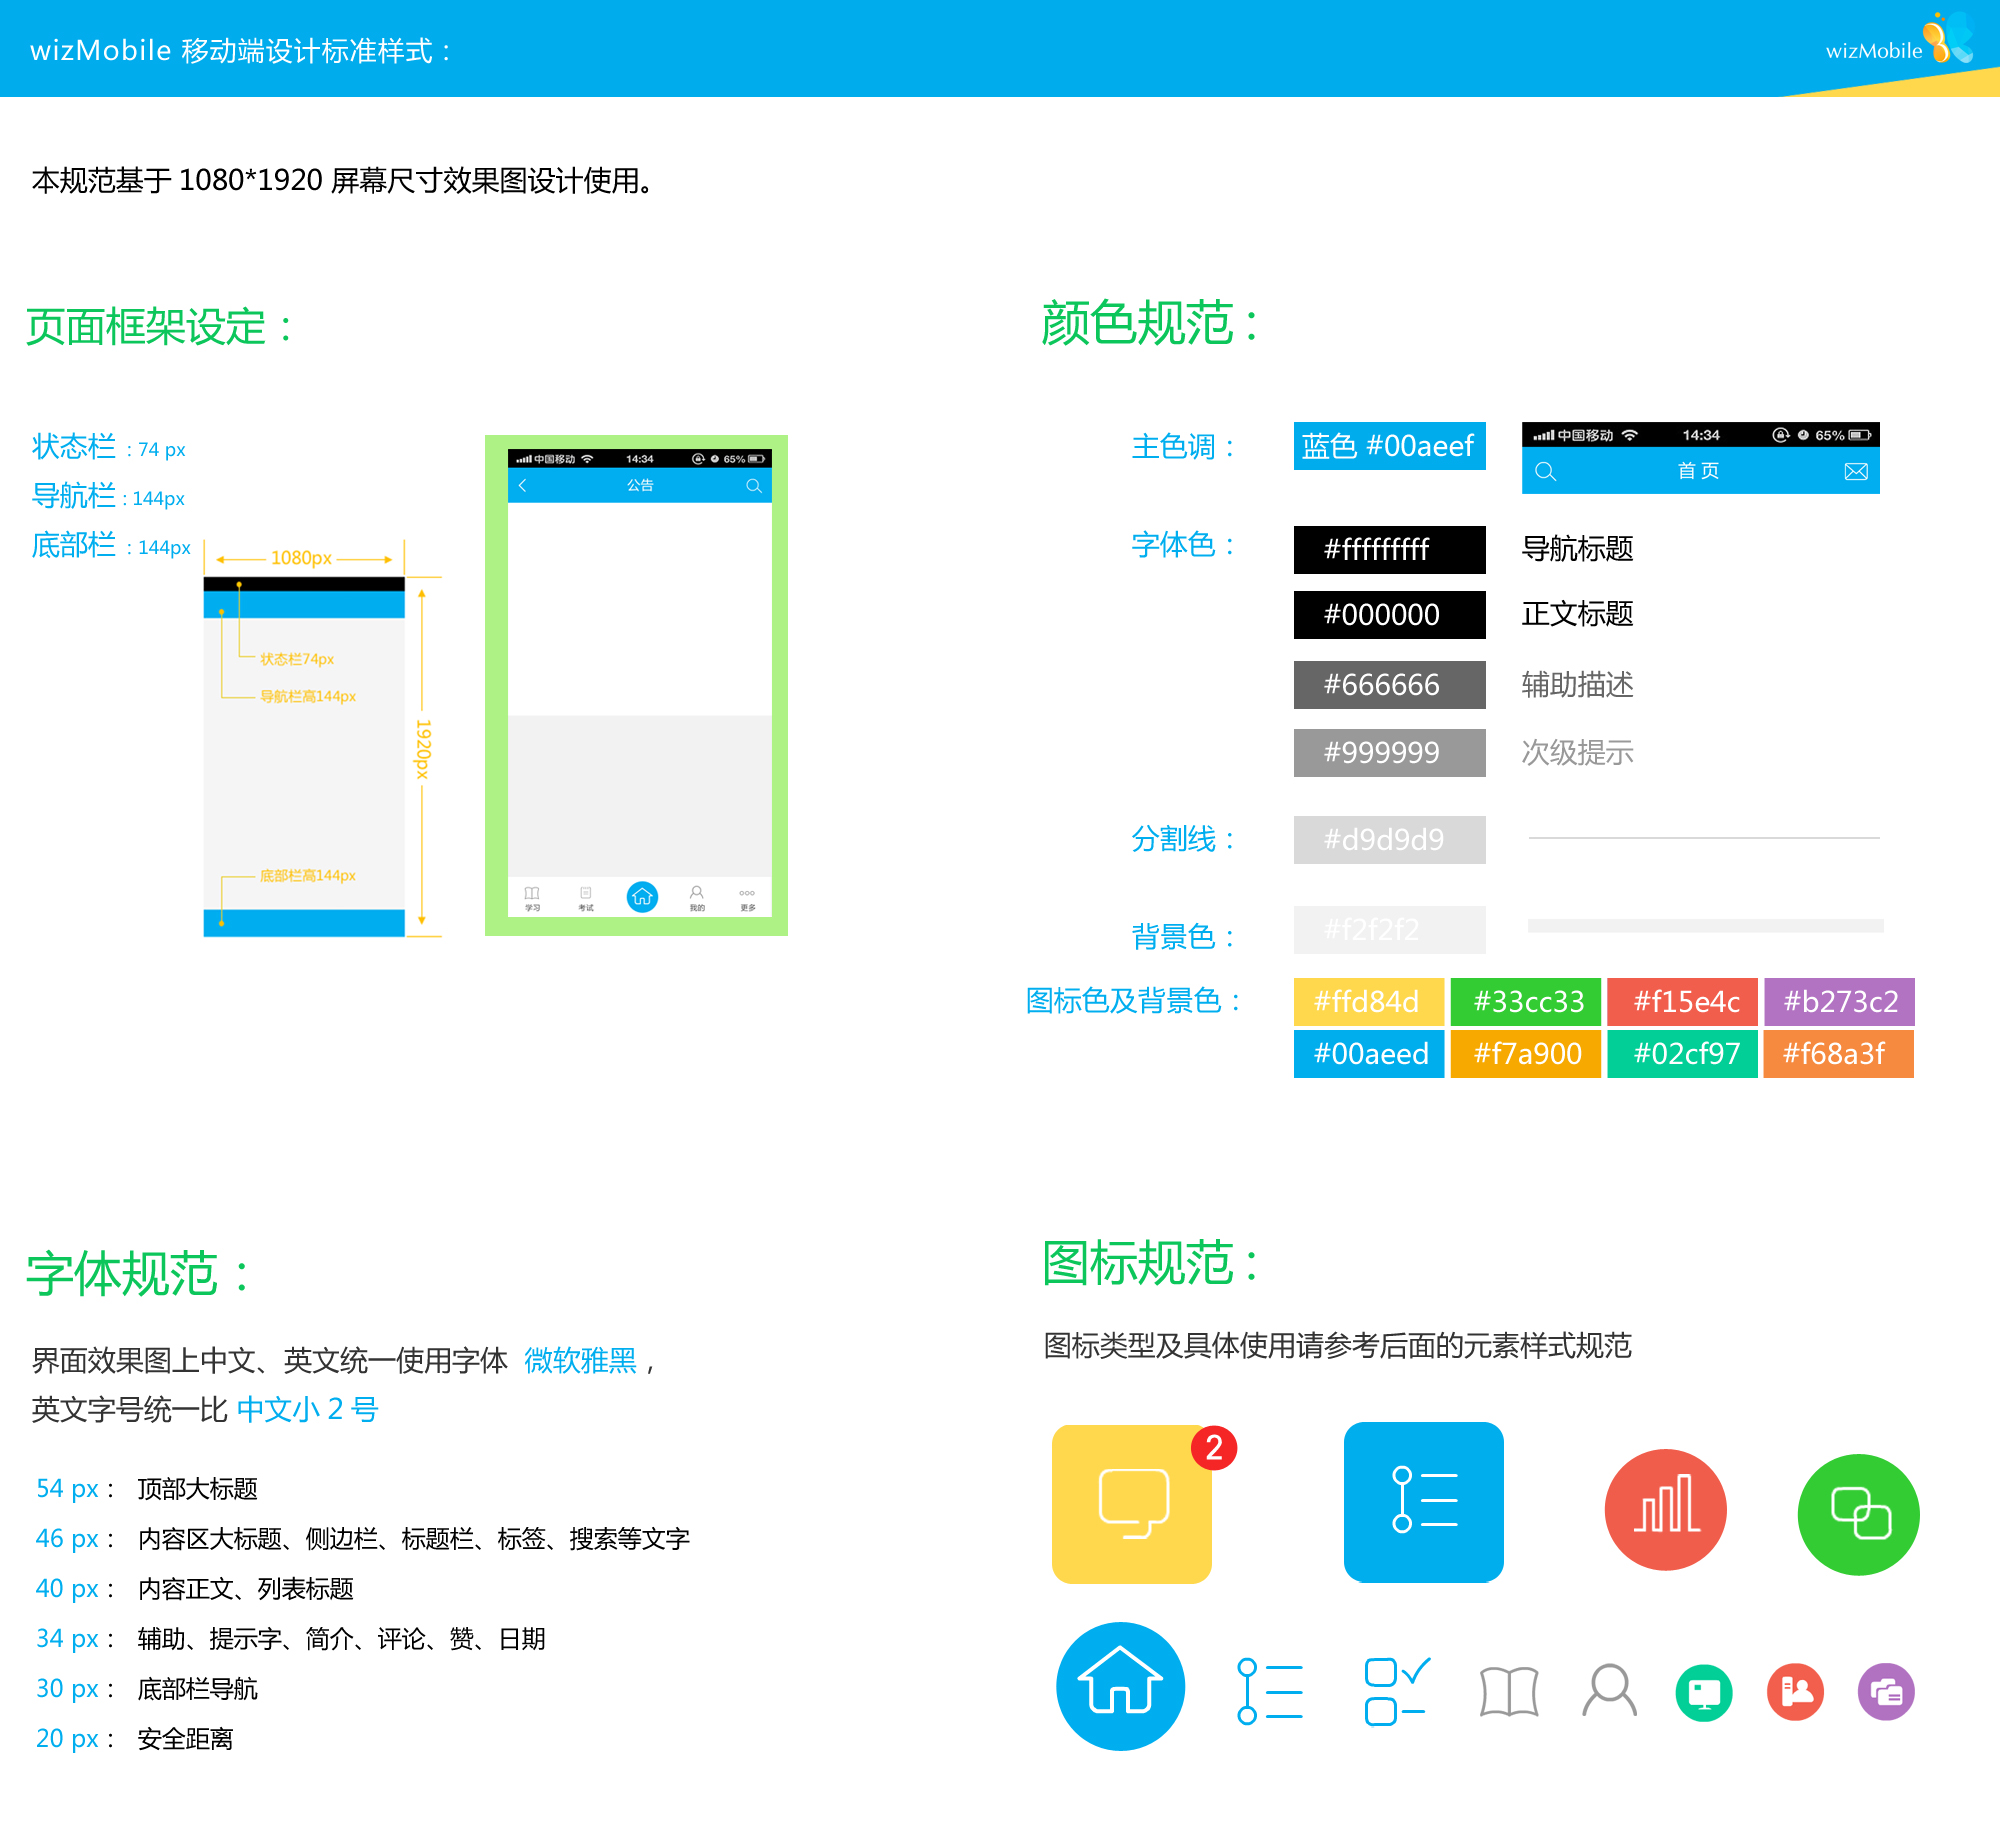 wizMobile 移动端设计标准样式：
wizMobile
本规范基于 1080*1920 屏幕尺寸效果图设计使用。
页面框架设定：
状态栏：74 px
导航栏：144px
底部栏：144px
1080px
状态栏74px
导航栏高144px
1920px
底部栏高144px
中国移动 14:34 65%
公告
学习 考试 我的 更多
颜色规范：
主色调： 蓝色 #00aeef
中国移动 14:34 65%
首 页
字体色： #fffffffff 导航标题
#000000 正文标题
#666666 辅助描述
#999999 次级提示
分割线： #d9d9d9
背景色： #f2f2f2
图标色及背景色： #ffd84d #33cc33 #f15e4c #b273c2
#00aeed #f7a900 #02cf97 #f68a3f
字体规范：
界面效果图上中文、英文统一使用字体 微软雅黑，
英文字号统一比 中文小 2 号
54 px： 顶部大标题
46 px： 内容区大标题、侧边栏、标题栏、标签、搜索等文字
40 px： 内容正文、列表标题
34 px： 辅助、提示字、简介、评论、赞、日期
30 px： 底部栏导航
20 px： 安全距离
图标规范：
图标类型及具体使用请参考后面的元素样式规范
2